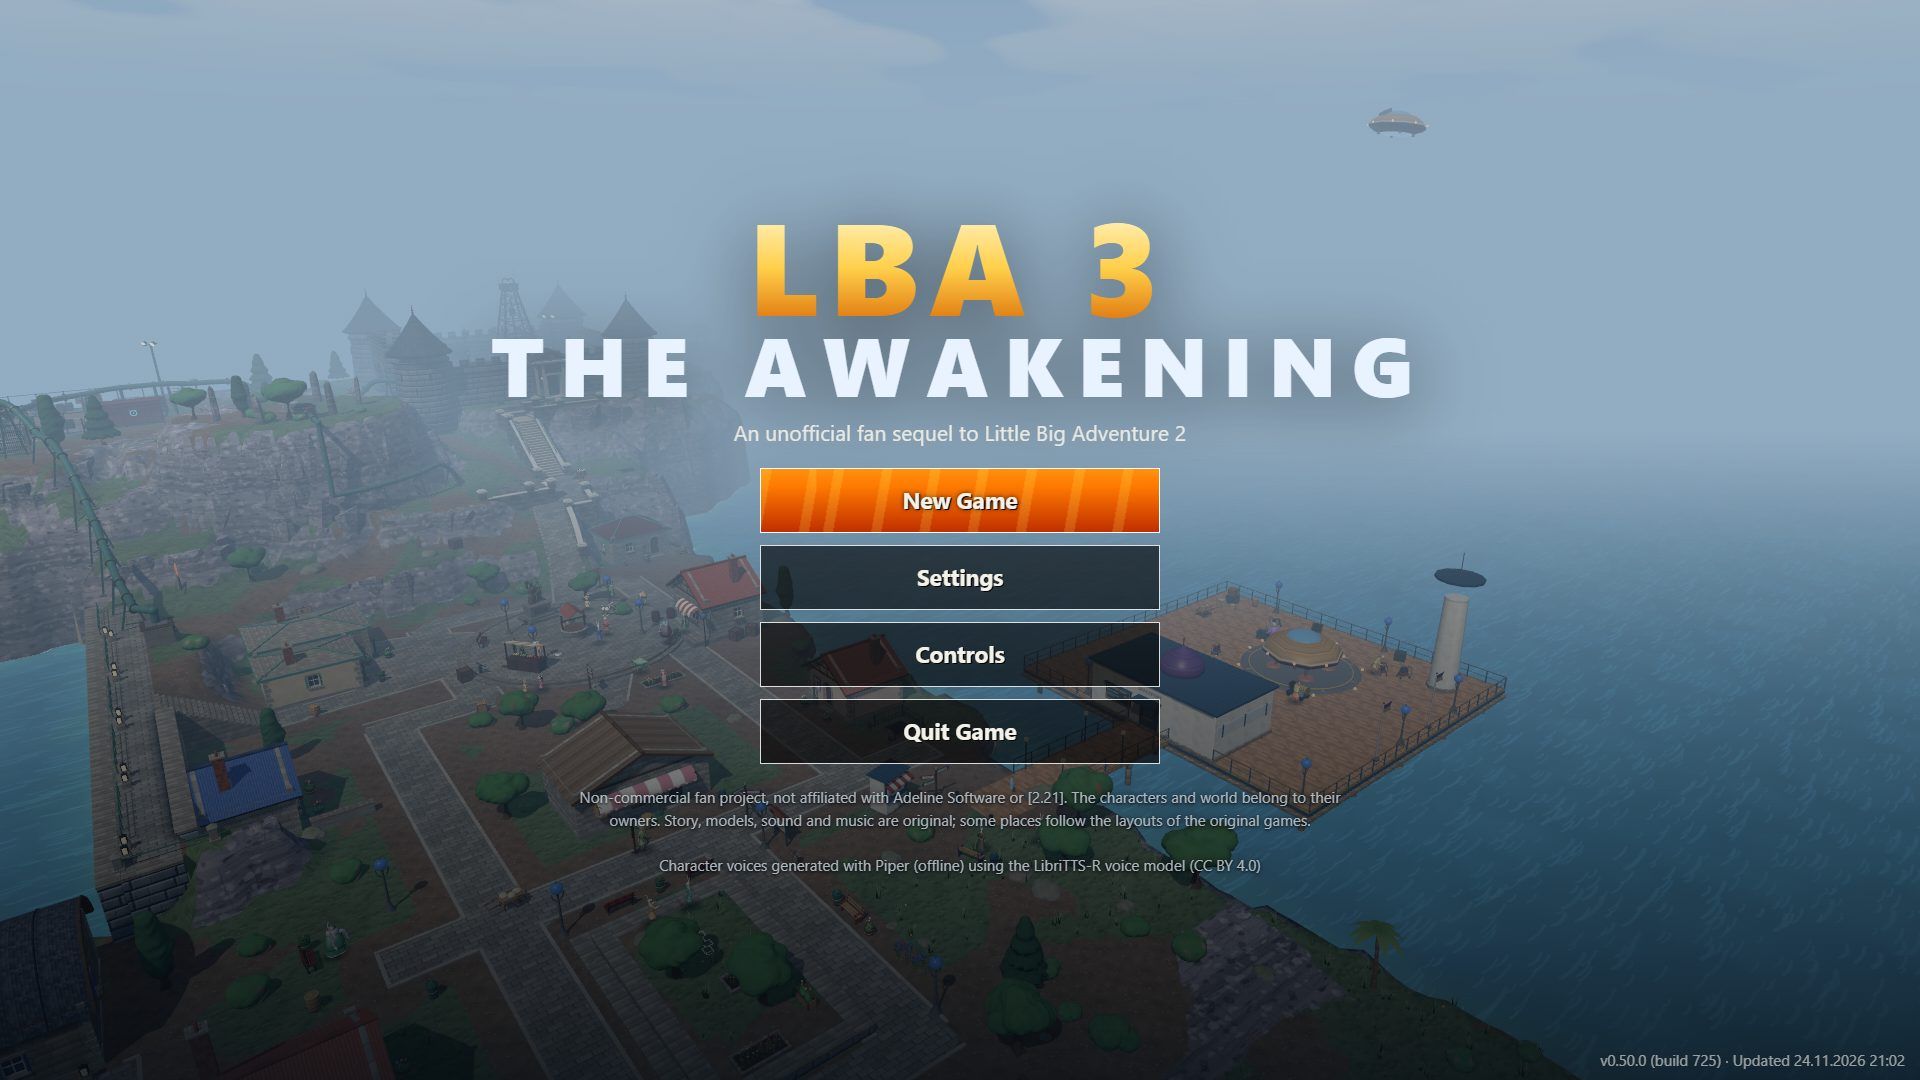 LBA 3
THE AWAKENING
An unofficial fan sequel to Little Big Adventure 2
New Game
Settings
Controls
Quit Game
Non-commercial fan project, not affiliated with Adeline Software or [2.21]. The characters and world belong to their
owners. Story, models, sound and music are original; some places follow the layouts of the original games.
Character voices generated with Piper (offline) using the LibriTTS-R voice model (CC BY 4.0)
v0.50.0 (build 725) · Updated 24.11.2026 21:02